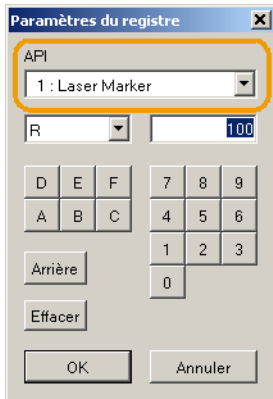 Paramètres du registre
API
1 : Laser Marker
R 100
D E F 7 8 9
A B C 4 5 6
1 2 3
Arrière
0
Effacer
OK Annuler